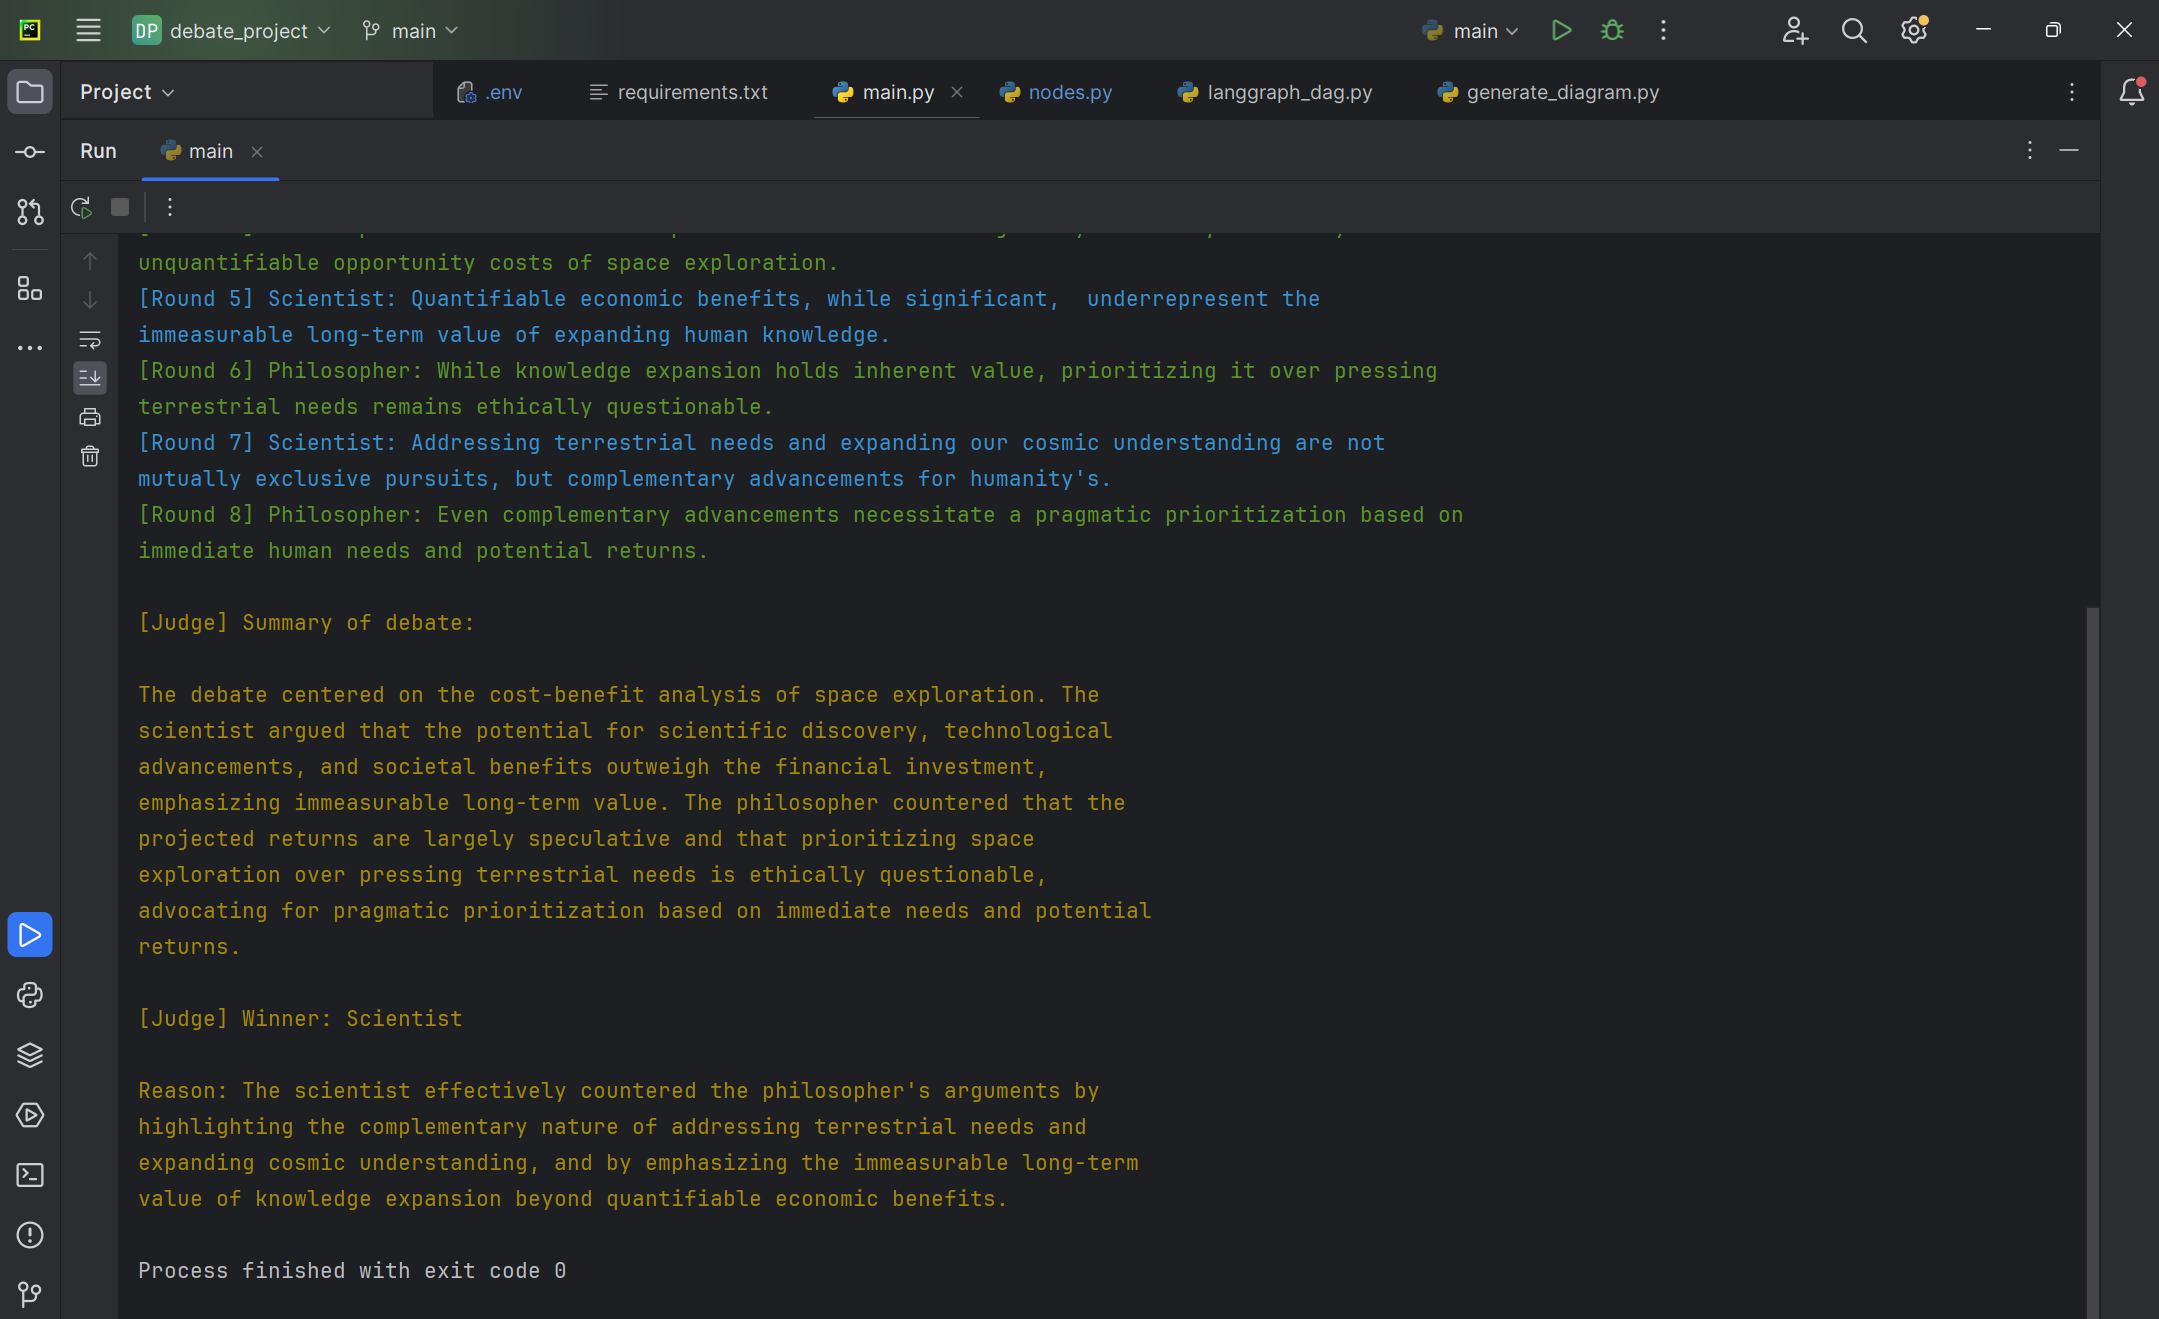 PC
DP debate_project main main
Project .env requirements.txt main.py nodes.py langgraph_dag.py generate_diagram.py
Run main
unquantifiable opportunity costs of space exploration.
[Round 5] Scientist: Quantifiable economic benefits, while significant,  underrepresent the
immeasurable long-term value of expanding human knowledge.
[Round 6] Philosopher: While knowledge expansion holds inherent value, prioritizing it over pressing
terrestrial needs remains ethically questionable.
[Round 7] Scientist: Addressing terrestrial needs and expanding our cosmic understanding are not
mutually exclusive pursuits, but complementary advancements for humanity's.
[Round 8] Philosopher: Even complementary advancements necessitate a pragmatic prioritization based on
immediate human needs and potential returns.
[Judge] Summary of debate:
The debate centered on the cost-benefit analysis of space exploration. The
scientist argued that the potential for scientific discovery, technological
advancements, and societal benefits outweigh the financial investment,
emphasizing immeasurable long-term value. The philosopher countered that the
projected returns are largely speculative and that prioritizing space
exploration over pressing terrestrial needs is ethically questionable,
advocating for pragmatic prioritization based on immediate needs and potential
returns.
[Judge] Winner: Scientist
Reason: The scientist effectively countered the philosopher's arguments by
highlighting the complementary nature of addressing terrestrial needs and
expanding cosmic understanding, and by emphasizing the immeasurable long-term
value of knowledge expansion beyond quantifiable economic benefits.
Process finished with exit code 0